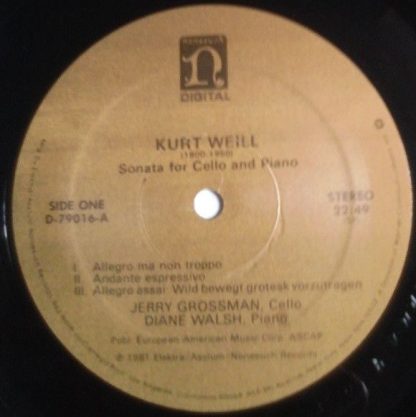 NONESUCH
n
DIGITAL
KURT WEILL
(1900-1950)
Sonata for Cello and Piano
SIDE ONE
D-79016-A
STEREO
22:49
I. Allegro ma non troppo
II. Andante espressivo
III. Allegro assai: Wild bewegt grotesk vorzutragen
JERRY GROSSMAN, Cello
DIANE WALSH, Piano
Publ. European American Music Corp. ASCAP
℗ 1981 Elektra/Asylum/Nonesuch Records